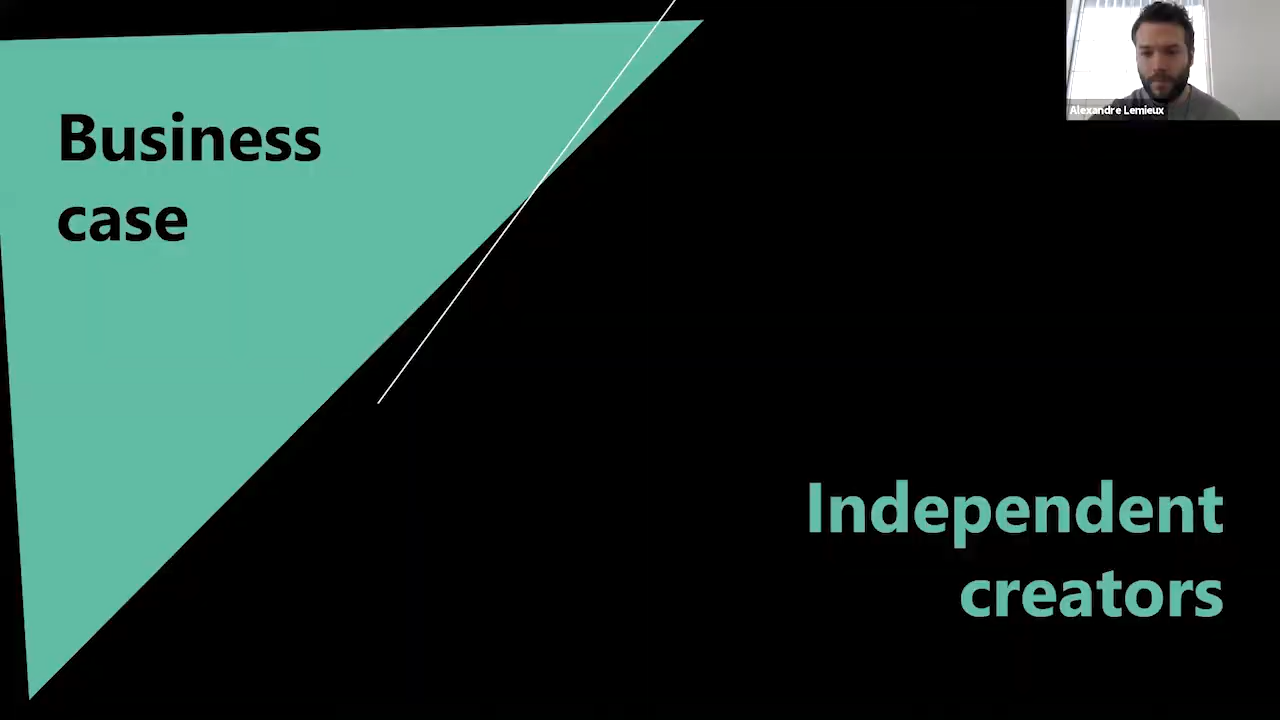 Business
case
Alexandre Lemieux
Independent
creators